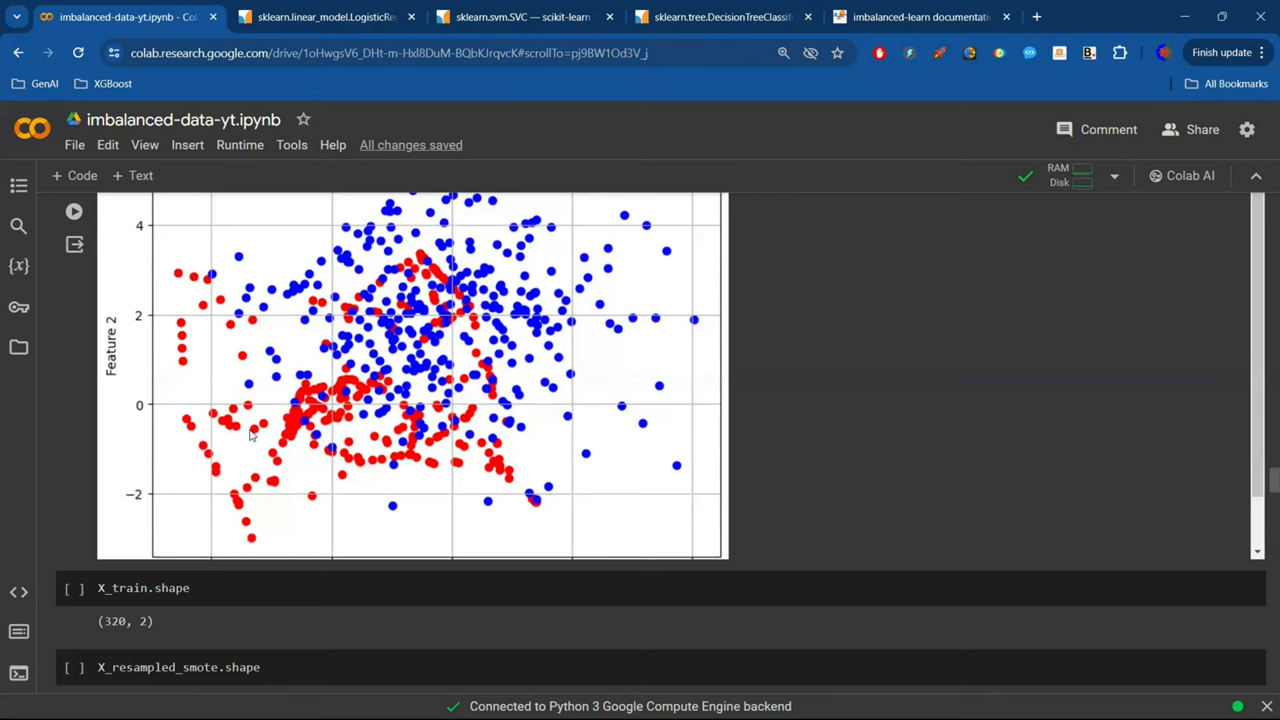 imbalanced-data-yt.ipynb - Co
sklearn.linear_model.LogisticRe
sklearn.svm.SVC — scikit-learn
sklearn.tree.DecisionTreeClassifi
imbalanced-learn documentatio
colab.research.google.com/drive/1oHwgsV6_DHt-m-Hxl8DuM-BQbKJrqvcK#scrollTo=pj9BW1Od3V_j
Finish update
GenAI
XGBoost
All Bookmarks
imbalanced-data-yt.ipynb
Comment
Share
File Edit View Insert Runtime Tools Help All changes saved
+ Code + Text
RAM
Disk
Colab AI
4
2
0
−2
Feature 2
[ ] X_train.shape
(320, 2)
[ ] X_resampled_smote.shape
Connected to Python 3 Google Compute Engine backend